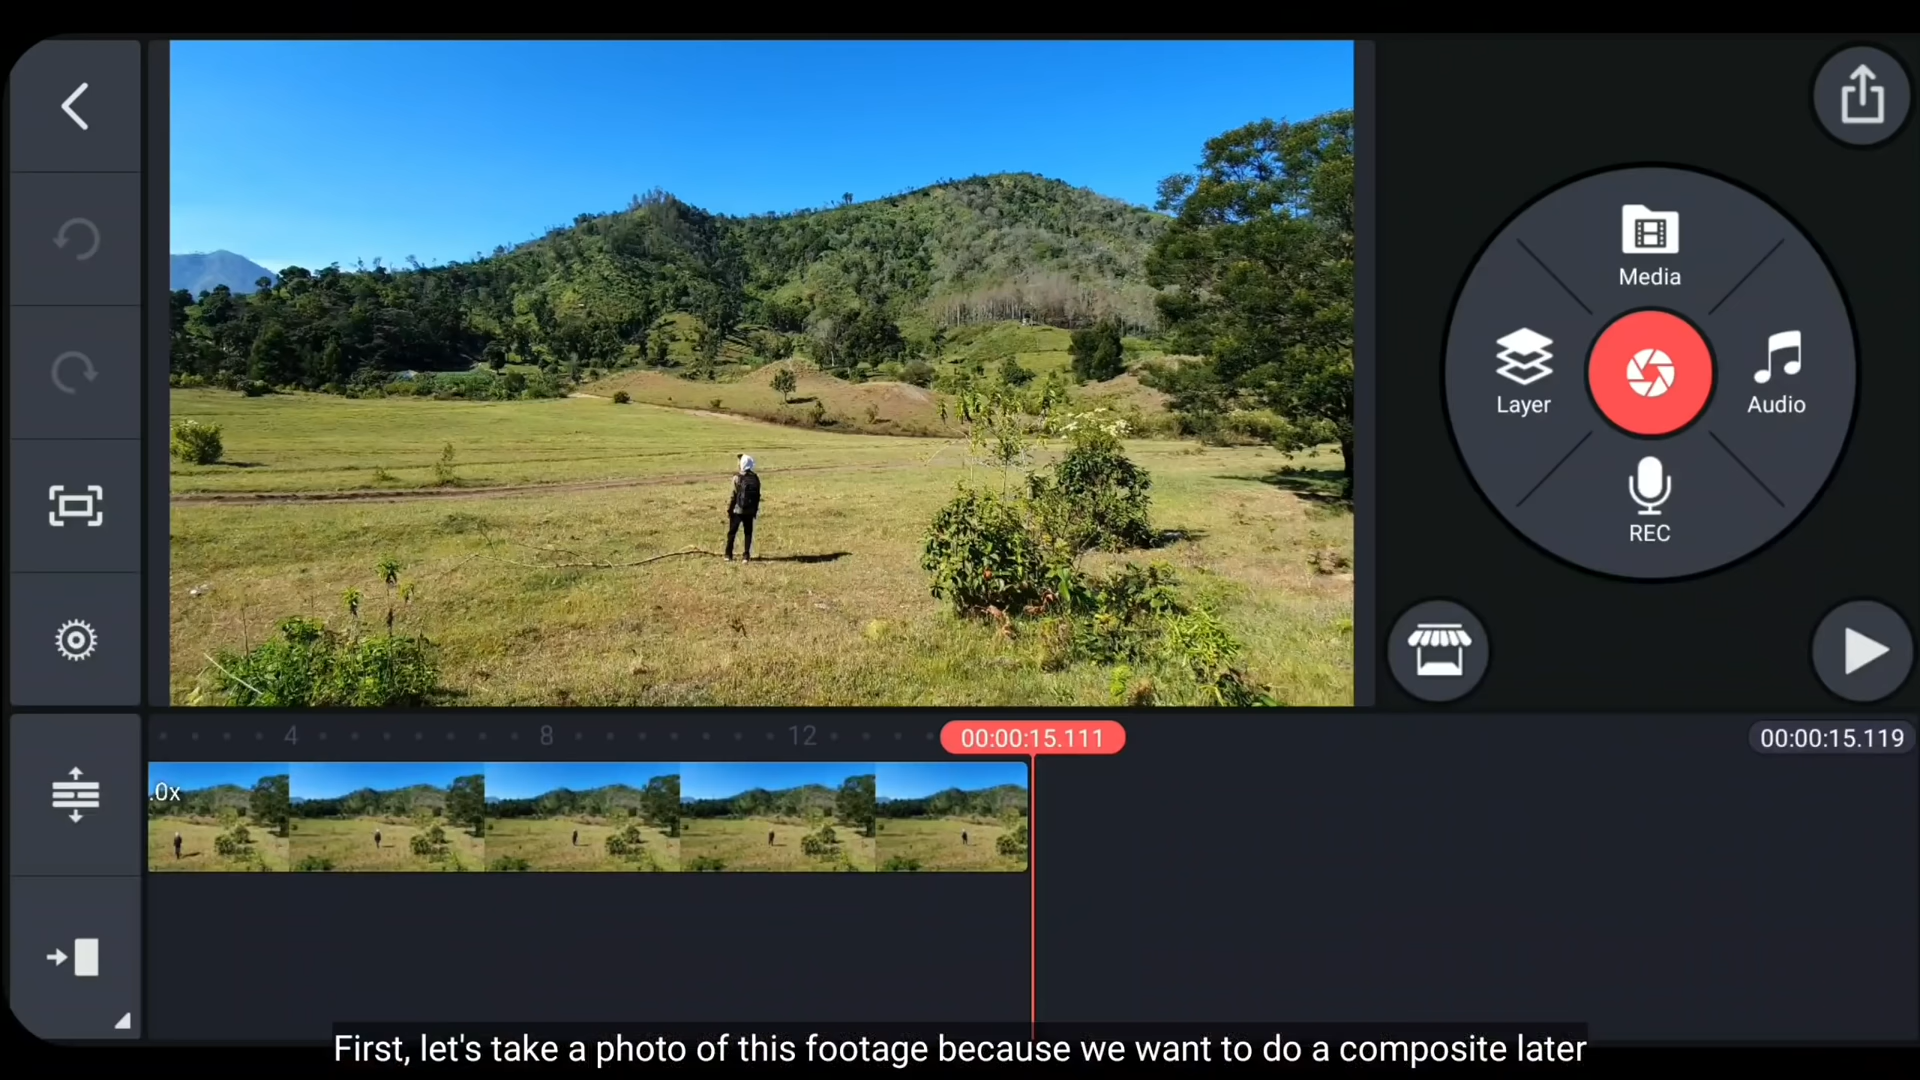 Media
Layer
Audio
REC
4
8
12
00:00:15.111
00:00:15.119
.0x
First, let's take a photo of this footage because we want to do a composite later